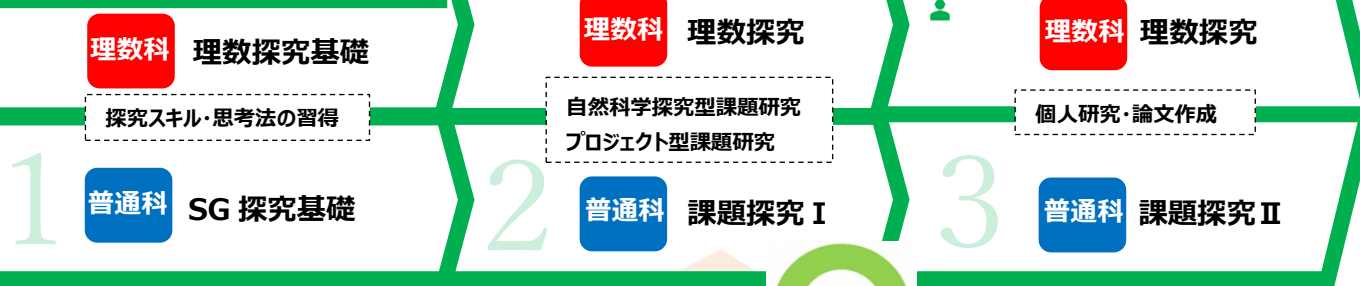 理数科 理数探究基礎
探究スキル・思考法の習得
1
普通科 SG 探究基礎
理数科 理数探究
自然科学探究型課題研究
プロジェクト型課題研究
2
普通科 課題探究Ⅰ
理数科 理数探究
個人研究・論文作成
3
普通科 課題探究Ⅱ